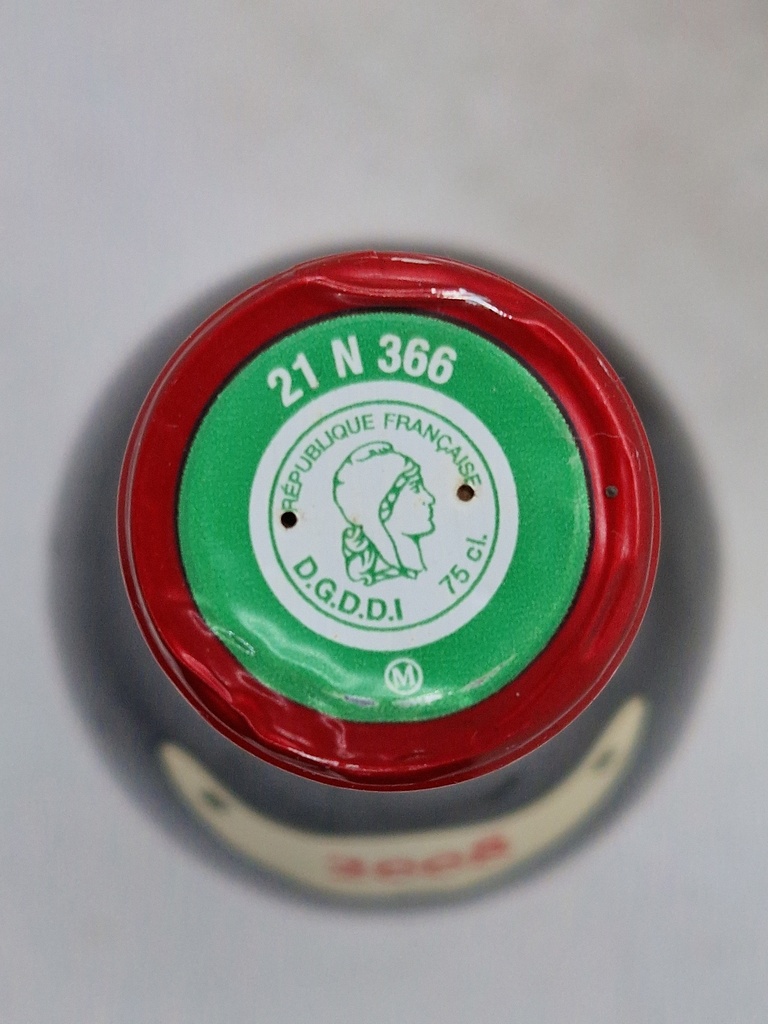 21 N 366
RÉPUBLIQUE FRANÇAISE
D.G.D.D.I
75 cl.
M